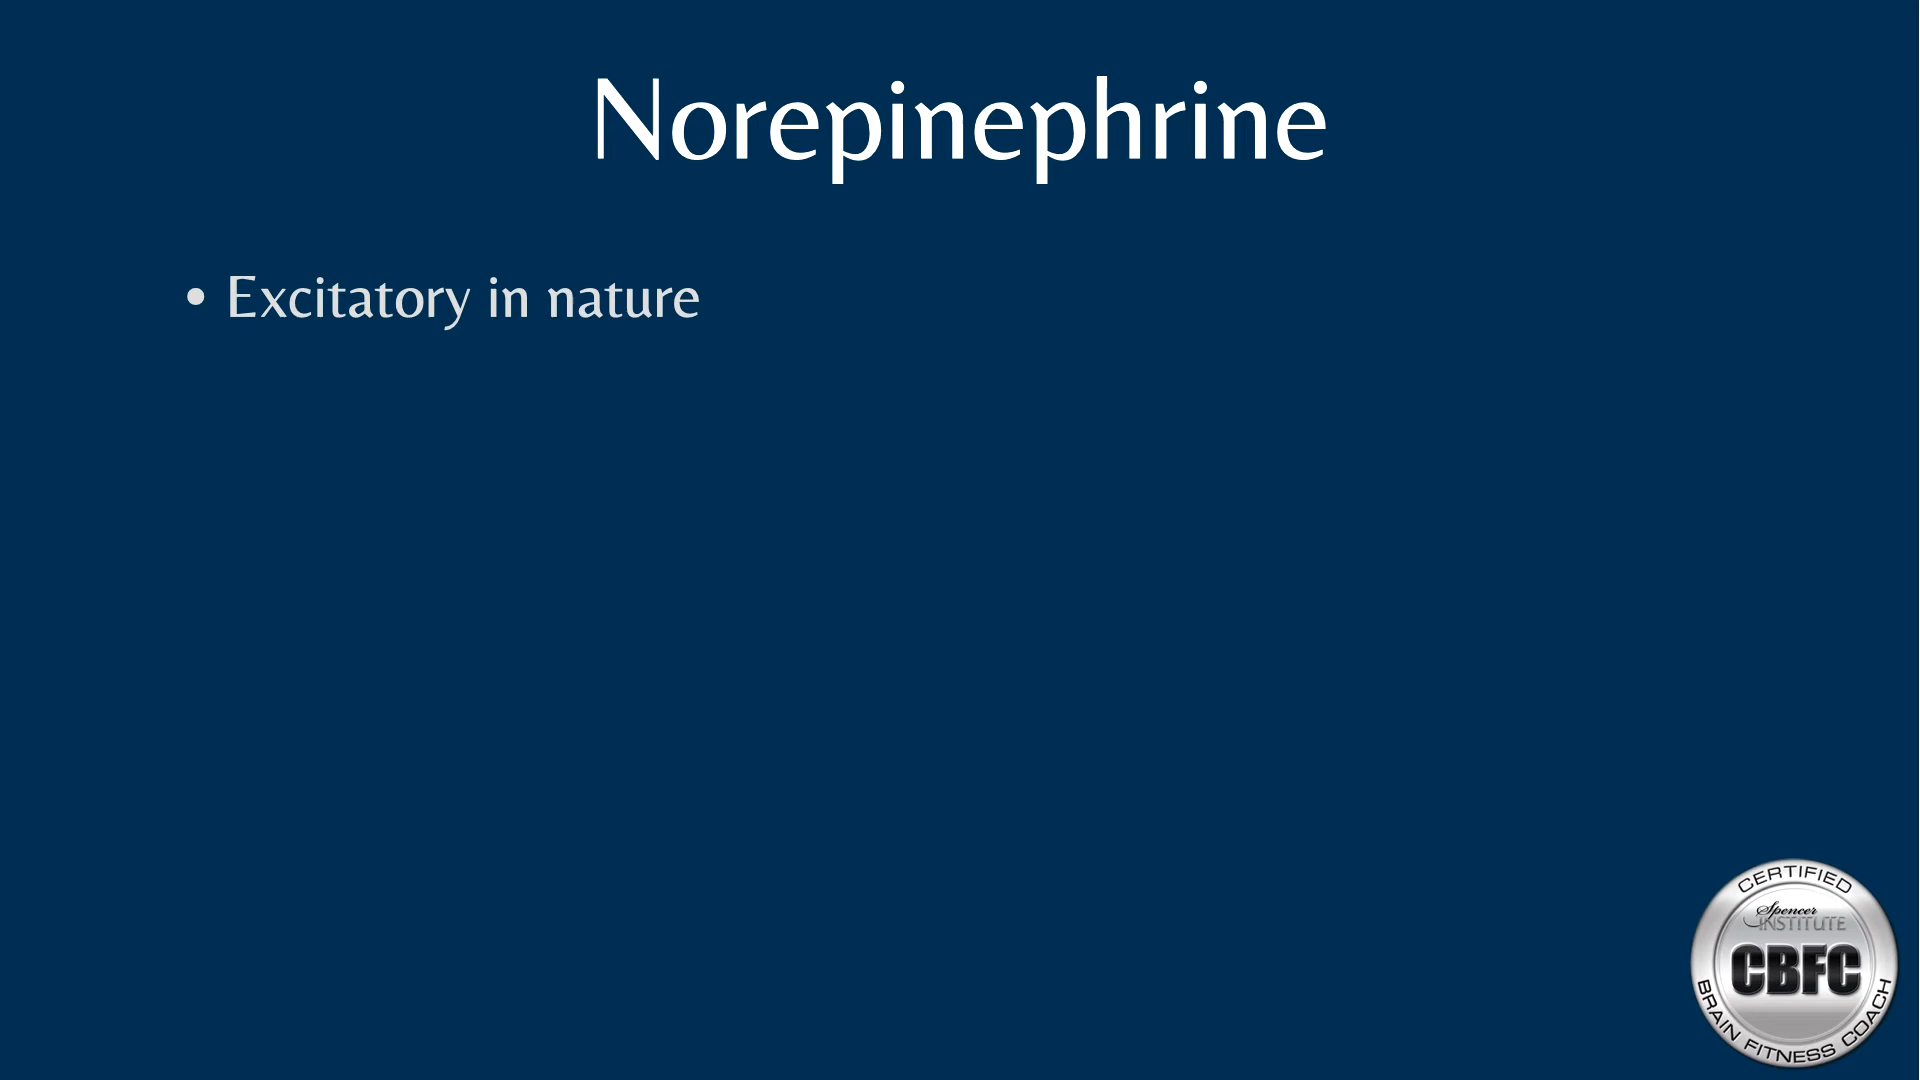 Norepinephrine
• Excitatory in nature
CERTIFIED
Spencer
INSTITUTE
CBFC
BRAIN FITNESS COACH